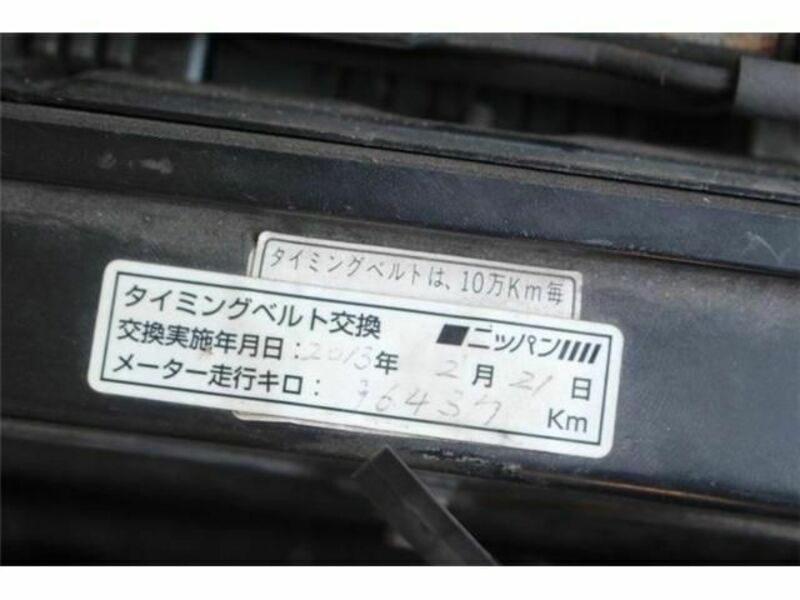 タイミングベルトは、10万Km毎
タイミングベルト交換 ニッパン
交換実施年月日：2013年 2月 21日
メーター走行キロ： 96437 Km